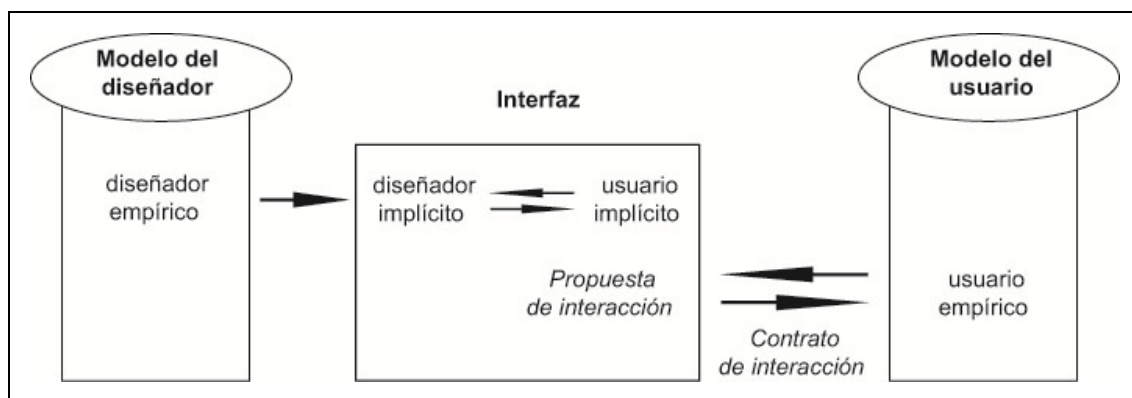 Modelo del
diseñador
Interfaz
Modelo del
usuario
diseñador
empírico
diseñador
implícito
usuario
implícito
Propuesta
de interacción
usuario
empírico
Contrato
de interacción